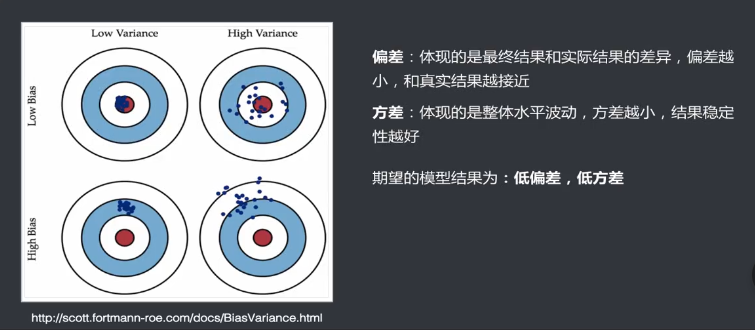 Low Variance
High Variance
Low Bias
High Bias
偏差：体现的是最终结果和实际结果的差异，偏差越
小，和真实结果越接近
方差：体现的是整体水平波动，方差越小，结果稳定
性越好
期望的模型结果为：低偏差，低方差
http://scott.fortmann-roe.com/docs/BiasVariance.html